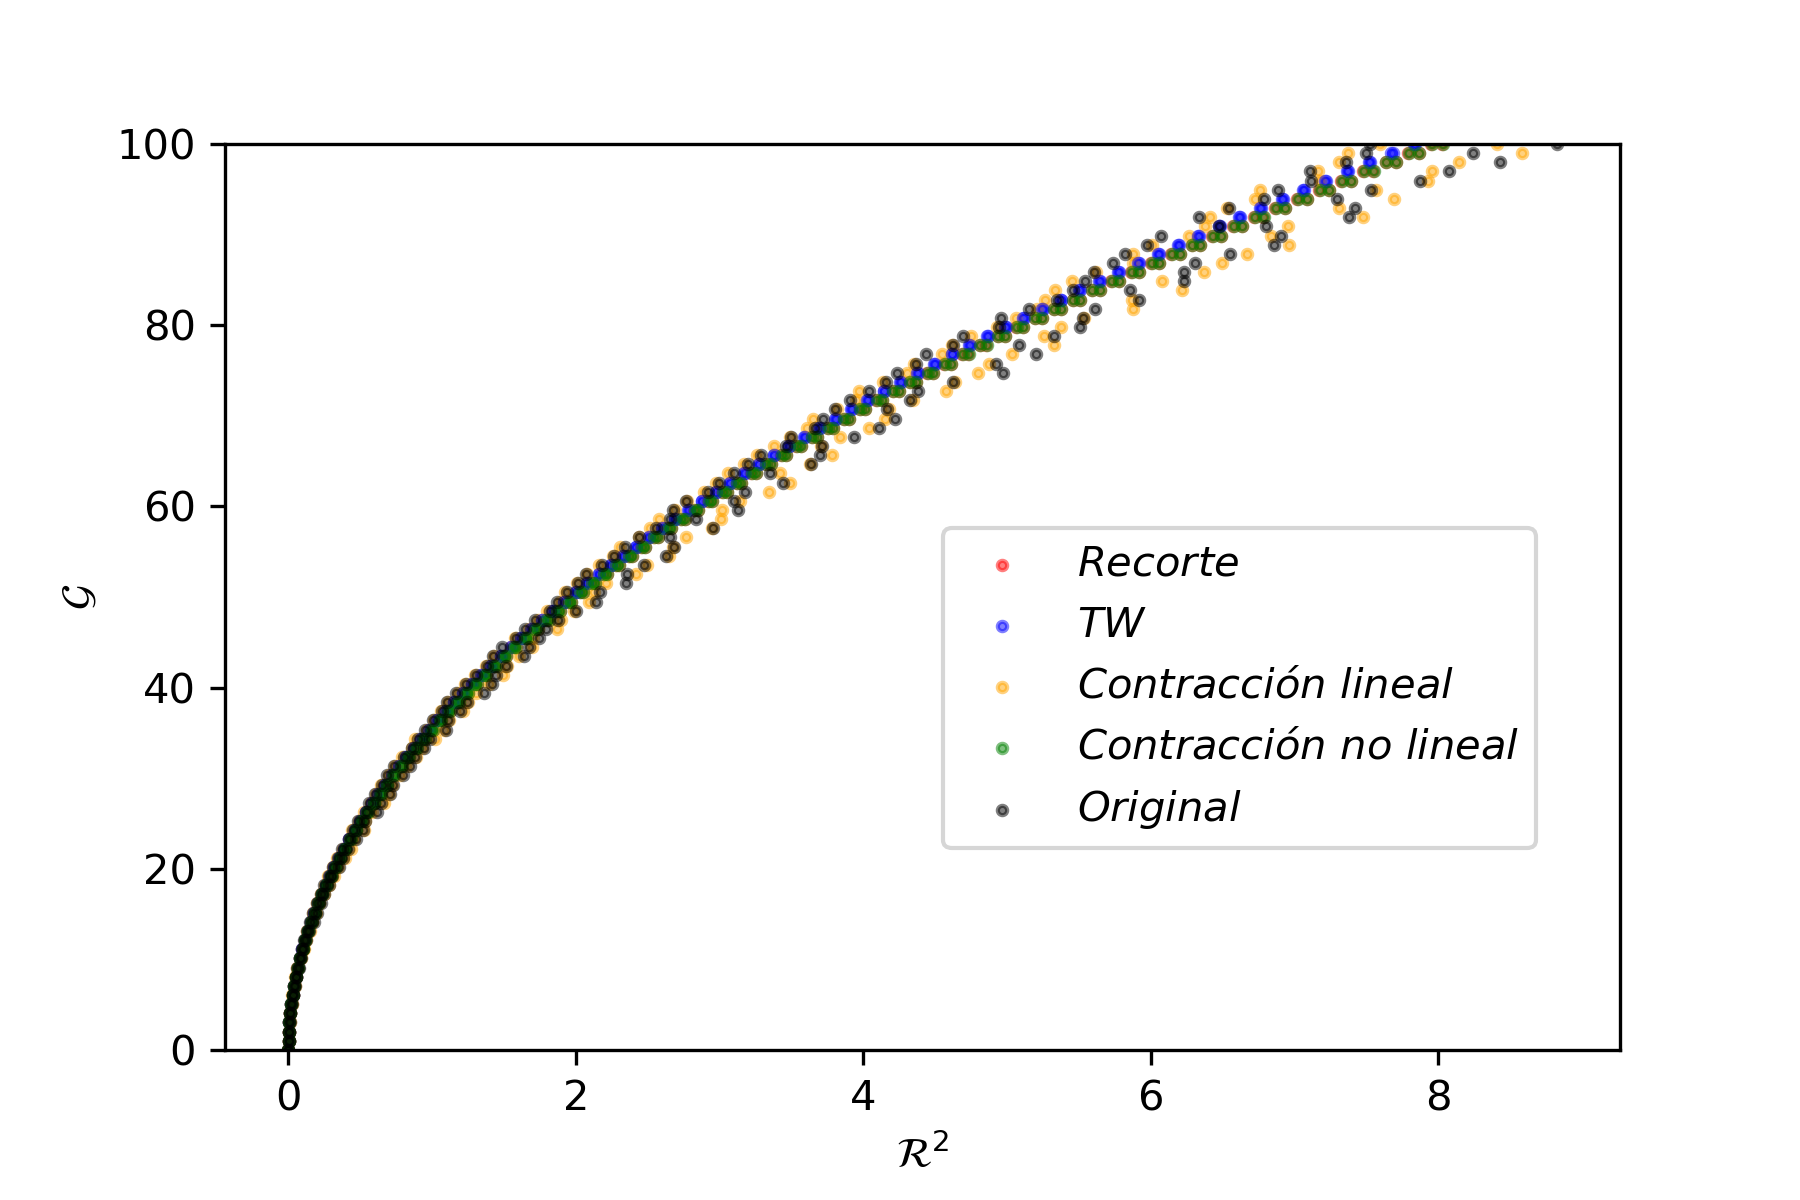 100
80
60
40
20
0
𝒢
Recorte
TW
Contracción lineal
Contracción no lineal
Original
0 2 4 6 8
ℛ²